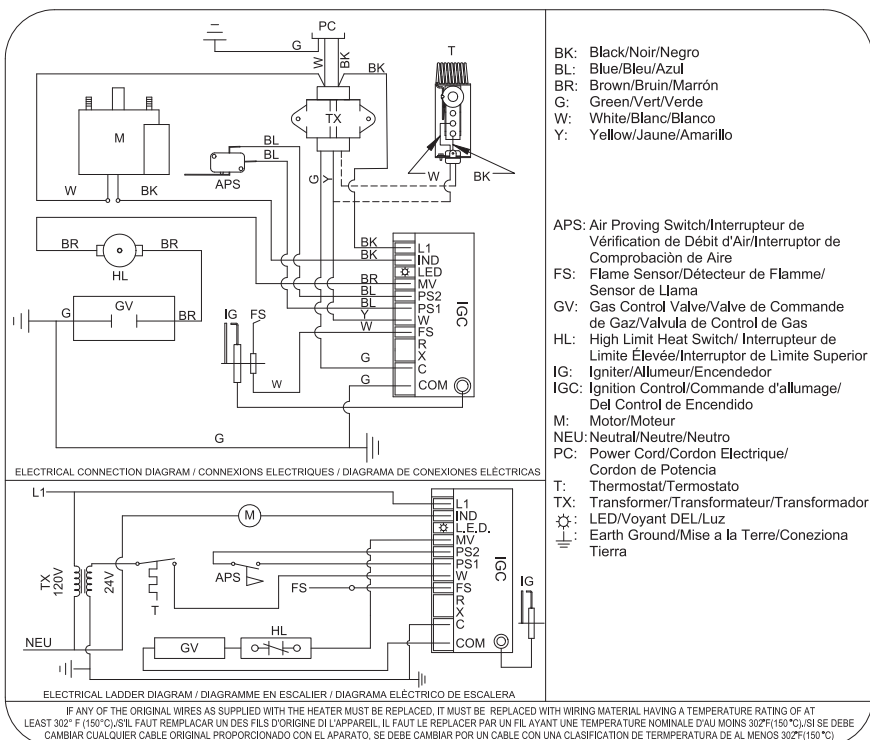 PC
G
W
BK
BK
T
TX
M
BL
BL
APS
G
Y
W
BK
W
BK
BR
BR
HL
G
GV
BR
IG
FS
W
BK
BK
BR
BL
BL
Y
W
G
G
L1
IND
LED
MV
PS2
PS1
W
FS
R
X
C
COM
IGC
G
ELECTRICAL CONNECTION DIAGRAM / CONNEXIONS ELECTRIQUES / DIAGRAMA DE CONEXIONES ELÉCTRICAS
L1
M
TX
120V
24V
T
APS
FS
NEU
GV
HL
L1
IND
L.E.D.
MV
PS2
PS1
W
FS
R
X
C
COM
IGC
IG
ELECTRICAL LADDER DIAGRAM / DIAGRAMME EN ESCALIER / DIAGRAMA ELÈCTRICO DE ESCALERA
BK: Black/Noir/Negro
BL: Blue/Bleu/Azul
BR: Brown/Bruin/Marrón
G: Green/Vert/Verde
W: White/Blanc/Blanco
Y: Yellow/Jaune/Amarillo
APS: Air Proving Switch/Interrupteur de
Vérification de Débit d'Air/Interruptor de
Comprobaciòn de Aire
FS: Flame Sensor/Détecteur de Flamme/
Sensor de Llama
GV: Gas Control Valve/Valve de Commande
de Gaz/Valvula de Control de Gas
HL: High Limit Heat Switch/ Interrupteur de
Limite Élevée/Interruptor de Lìmite Superior
IG: Igniter/Allumeur/Encendedor
IGC: Ignition Control/Commande d'allumage/
Del Control de Encendido
M: Motor/Moteur
NEU: Neutral/Neutre/Neutro
PC: Power Cord/Cordon Electrique/
Cordon de Potencia
T: Thermostat/Termostato
TX: Transformer/Transformateur/Transformador
: LED/Voyant DEL/Luz
: Earth Ground/Mise a la Terre/Coneziona
Tierra
IF ANY OF THE ORIGINAL WIRES AS SUPPLIED WITH THE HEATER MUST BE REPLACED, IT MUST BE REPLACED WITH WIRING MATERIAL HAVING A TEMPERATURE RATING OF AT
LEAST 302° F (150°C)./S'IL FAUT REMPLACAR UN DES FILS D'ORIGINE DI L'APPAREIL, IL FAUT LE REPLACER PAR UN FIL AYANT UNE TEMPERATURE NOMINALE D'AU MOINS 302°F(150°C)./SI SE DEBE
CAMBIAR CUALQUIER CABLE ORIGINAL PROPORCIONADO CON EL APARATO, SE DEBE CAMBIAR POR UN CABLE CON UNA CLASIFICATION DE TERMPERATURA DE AL MENOS 302°F(150°C)